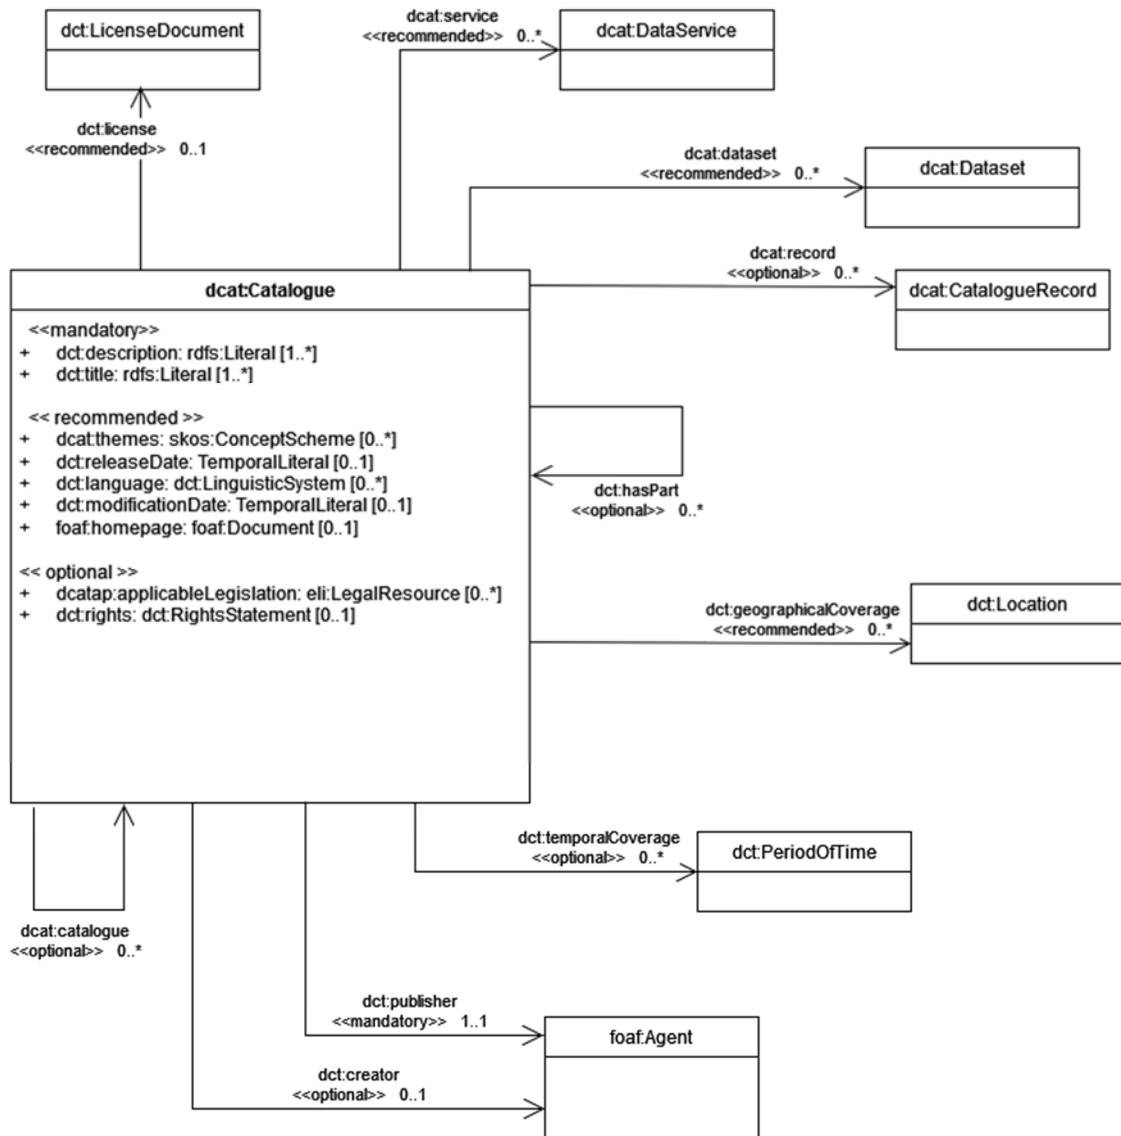 dct:LicenseDocument
dcat:service
<<recommended>> 0..*
dcat:DataService
dct:license
<<recommended>> 0..1
dcat:dataset
<<recommended>> 0..*
dcat:Dataset
dcat:record
<<optional>> 0..*
dcat:CatalogueRecord
dcat:Catalogue
<<mandatory>>
+ dct:description: rdfs:Literal [1..*]
+ dct:title: rdfs:Literal [1..*]
<< recommended >>
+ dcat:themes: skos:ConceptScheme [0..*]
+ dct:releaseDate: TemporalLiteral [0..1]
+ dct:language: dct:LinguisticSystem [0..*]
+ dct:modificationDate: TemporalLiteral [0..1]
+ foaf:homepage: foaf:Document [0..1]
<< optional >>
+ dcatap:applicableLegislation: eli:LegalResource [0..*]
+ dct:rights: dct:RightsStatement [0..1]
dct:hasPart
<<optional>> 0..*
dct:geographicalCoverage
<<recommended>> 0..*
dct:Location
dct:temporalCoverage
<<optional>> 0..*
dct:PeriodOfTime
dcat:catalogue
<<optional>> 0..*
dct:publisher
<<mandatory>> 1..1
foaf:Agent
dct:creator
<<optional>> 0..1